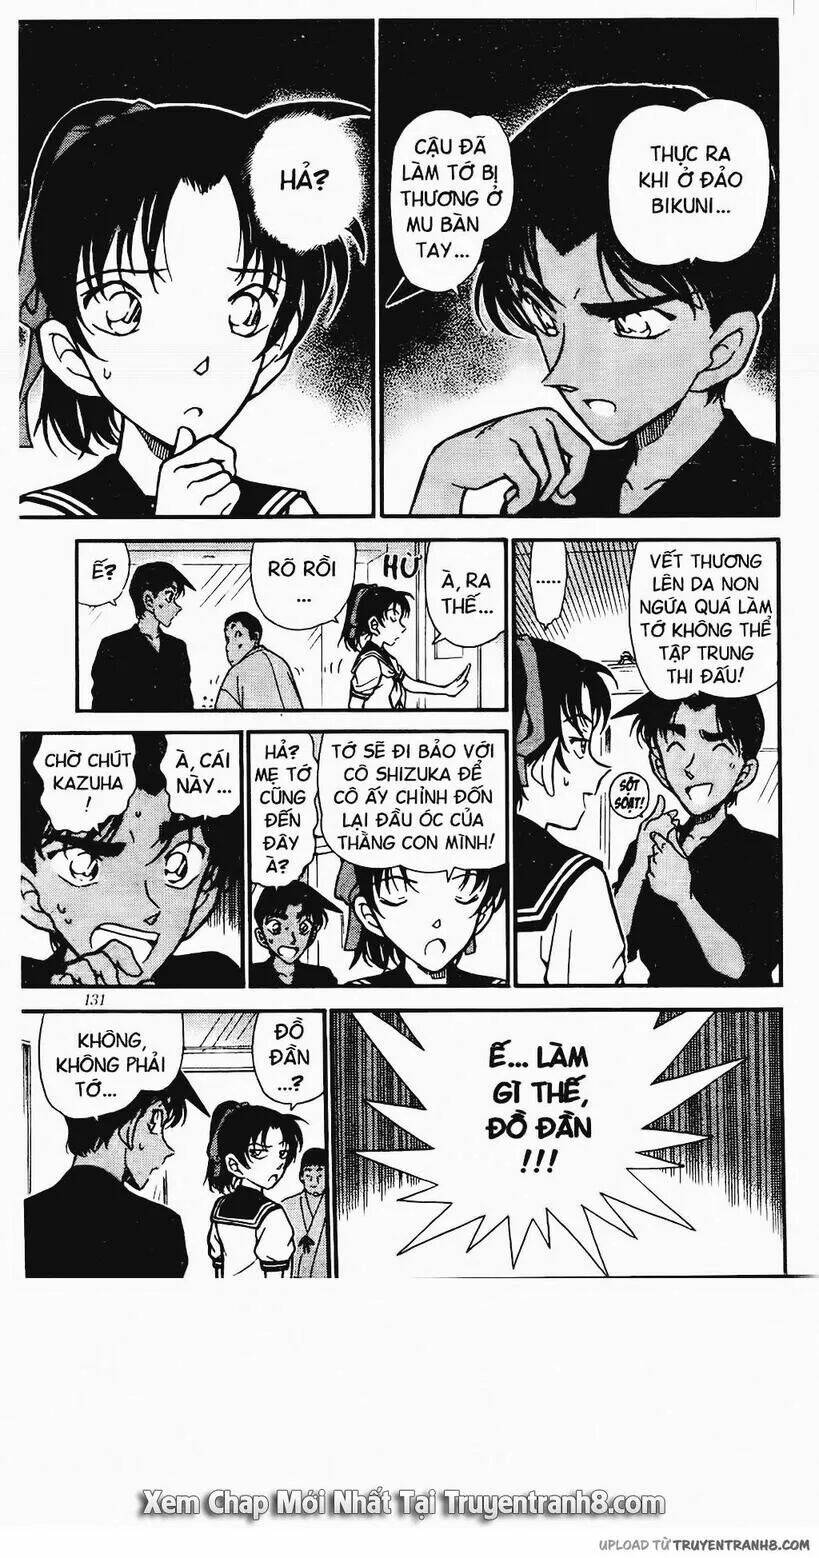 THỰC RA
KHI Ở ĐẢO
BIKUNI...
CẬU ĐÃ
LÀM TỚ BỊ
THƯƠNG Ở
MU BÀN
TAY...
HẢ?
VẾT THƯƠNG
LÊN DA NON
NGỨA QUÁ LÀM
TỚ KHÔNG THỂ
TẬP TRUNG
THI ĐẤU!
SỘT
SOẠT!
......
À, RA
THẾ...
HỪ
RÕ RỒI
...
Ế?
TỚ SẼ ĐI BẢO VỚI
CÔ SHIZUKA ĐỂ
CÔ ẤY CHỈNH ĐỐN
LẠI ĐẦU ÓC CỦA
THẰNG CON MÌNH!
HẢ?
MẸ TỚ
CŨNG
ĐẾN
ĐÂY
À?
À, CÁI
NÀY...
CHỜ CHÚT
KAZUHA
!
131
Ế... LÀM
GÌ THẾ,
ĐỒ ĐẦN
!!!
ĐỒ
ĐẦN
...?
KHÔNG,
KHÔNG PHẢI
TỚ...
Xem Chap Mới Nhất Tại Truyentranh8.com
UPLOAD TỪ TRUYENTRANH8.COM